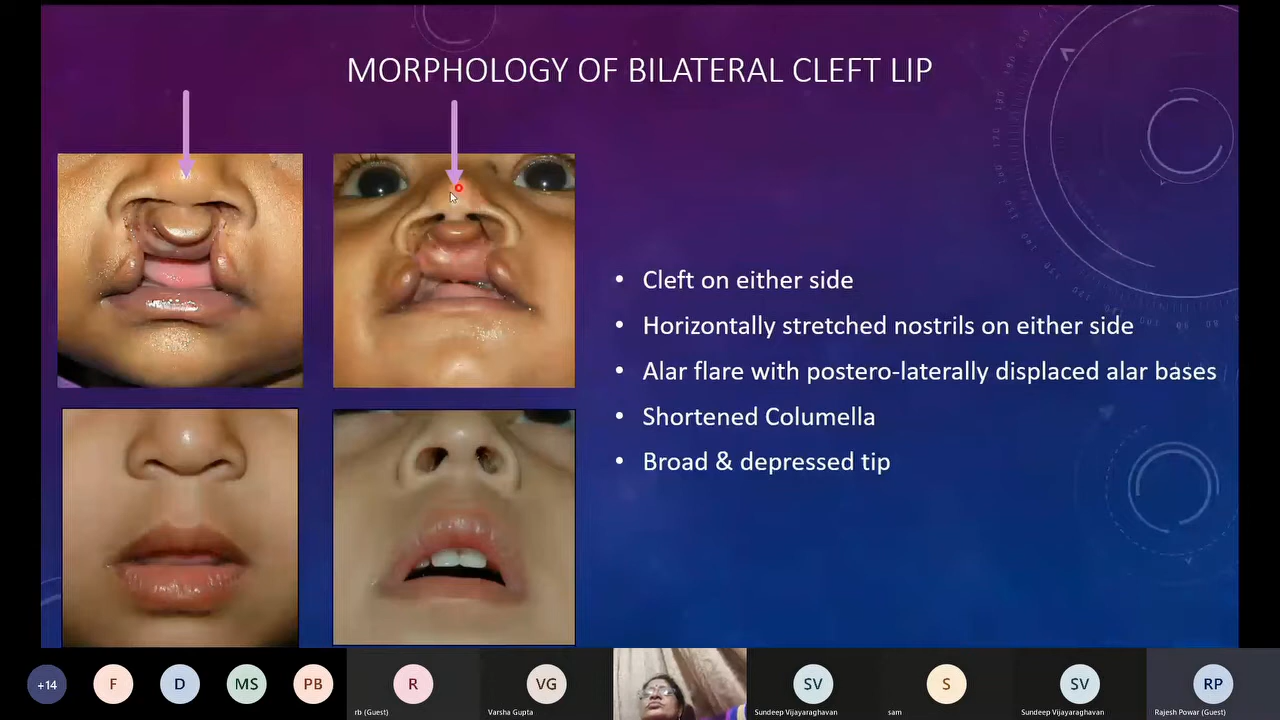 MORPHOLOGY OF BILATERAL CLEFT LIP
• Cleft on either side
• Horizontally stretched nostrils on either side
• Alar flare with postero-laterally displaced alar bases
• Shortened Columella
• Broad & depressed tip
+14
F
D
MS
PB
R
rb (Guest)
VG
Varsha Gupta
SV
Sundeep Vijayaraghavan
S
sam
SV
Sundeep Vijayaraghavan
RP
Rajesh Powar (Guest)